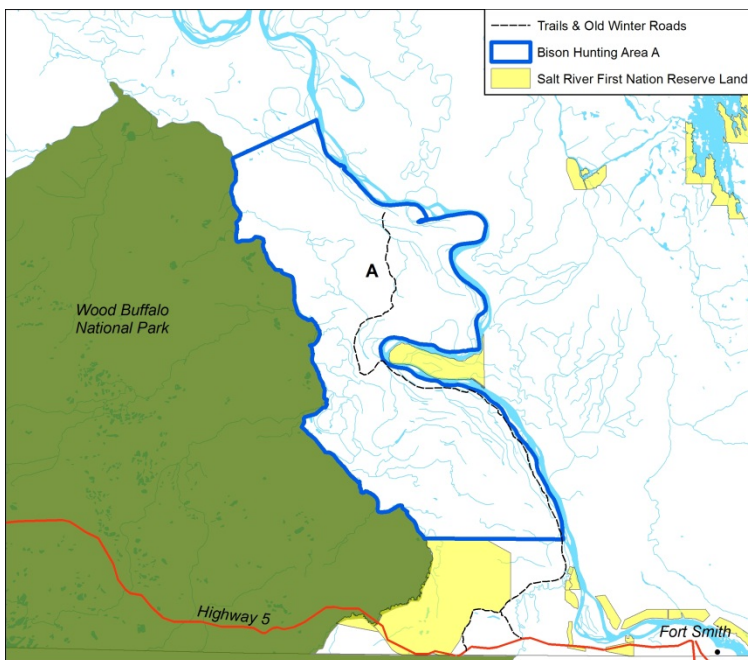 Trails & Old Winter Roads
Bison Hunting Area A
Salt River First Nation Reserve Land
A
Wood Buffalo
National Park
Highway 5
Fort Smith